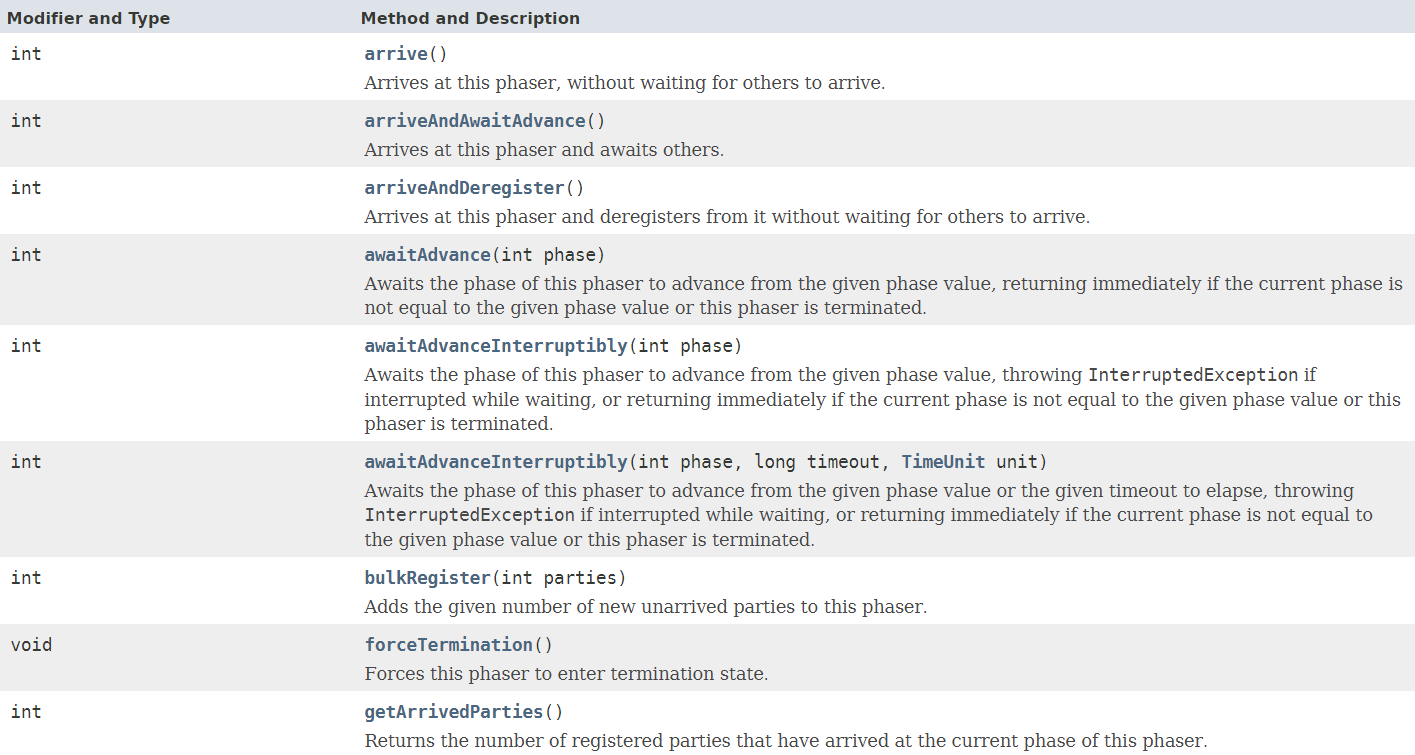 Modifier and Type Method and Description
int arrive()
Arrives at this phaser, without waiting for others to arrive.
int arriveAndAwaitAdvance()
Arrives at this phaser and awaits others.
int arriveAndDeregister()
Arrives at this phaser and deregisters from it without waiting for others to arrive.
int awaitAdvance(int phase)
Awaits the phase of this phaser to advance from the given phase value, returning immediately if the current phase is
not equal to the given phase value or this phaser is terminated.
int awaitAdvanceInterruptibly(int phase)
Awaits the phase of this phaser to advance from the given phase value, throwing InterruptedException if
interrupted while waiting, or returning immediately if the current phase is not equal to the given phase value or this
phaser is terminated.
int awaitAdvanceInterruptibly(int phase, long timeout, TimeUnit unit)
Awaits the phase of this phaser to advance from the given phase value or the given timeout to elapse, throwing
InterruptedException if interrupted while waiting, or returning immediately if the current phase is not equal to
the given phase value or this phaser is terminated.
int bulkRegister(int parties)
Adds the given number of new unarrived parties to this phaser.
void forceTermination()
Forces this phaser to enter termination state.
int getArrivedParties()
Returns the number of registered parties that have arrived at the current phase of this phaser.